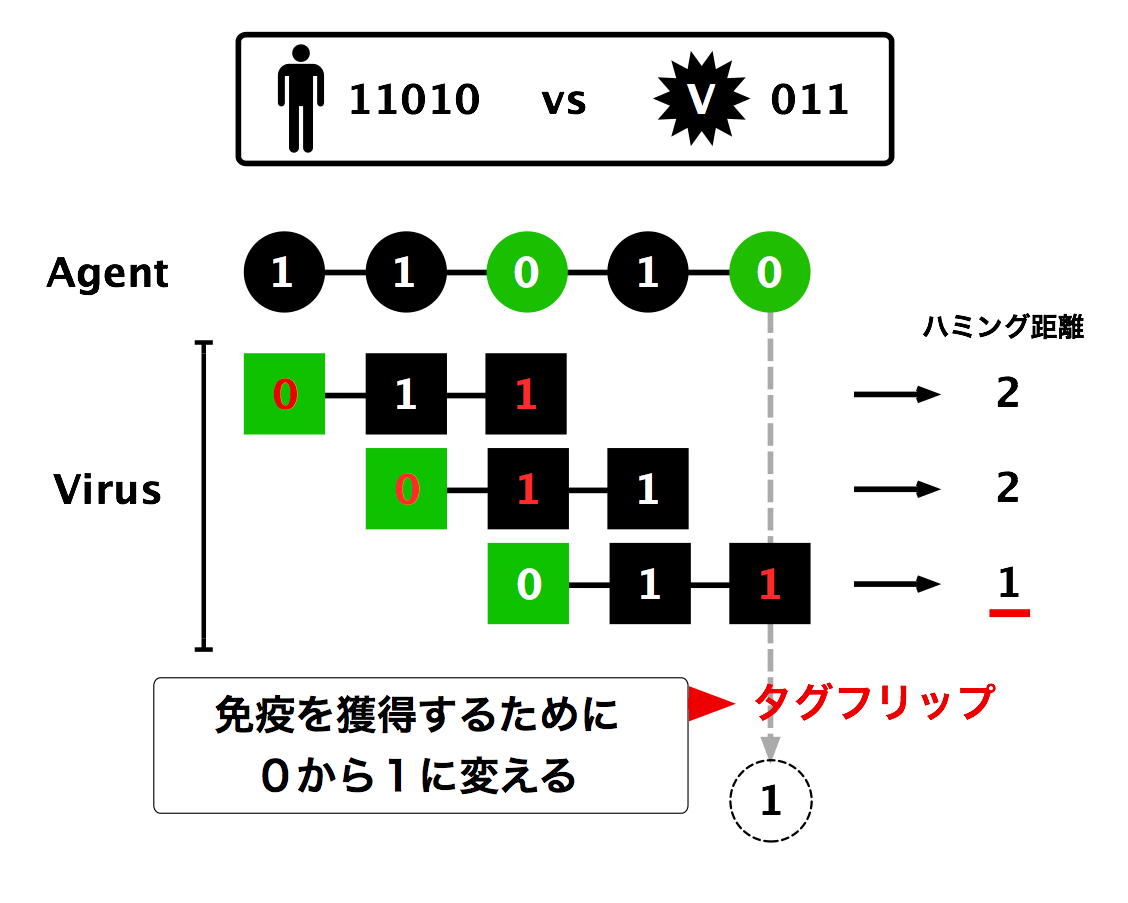 11010 vs V 011
Agent 1 1 0 1 0
ハミング距離
0 1 1 2
Virus
0 1 1 2
0 1 1 1
免疫を獲得するために
０から１に変える
タグフリップ
1